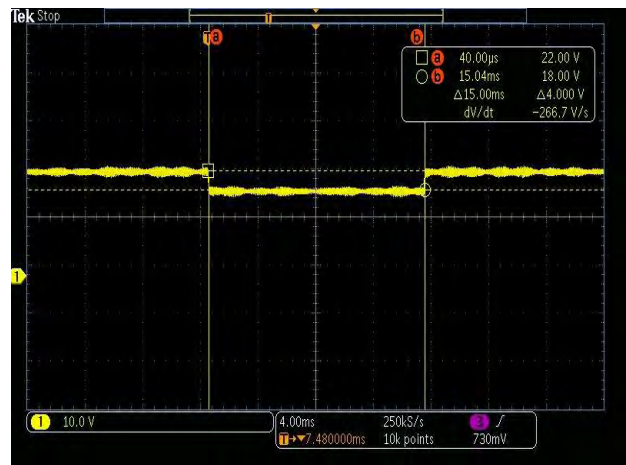 Tek Stop
T
T a b
a 40.00µs 22.00 V
b 15.04ms 18.00 V
Δ15.00ms Δ4.000 V
dV/dt -266.7 V/s
1
1 10.0 V 4.00ms 250kS/s 3
T→▼7.480000ms 10k points 730mV